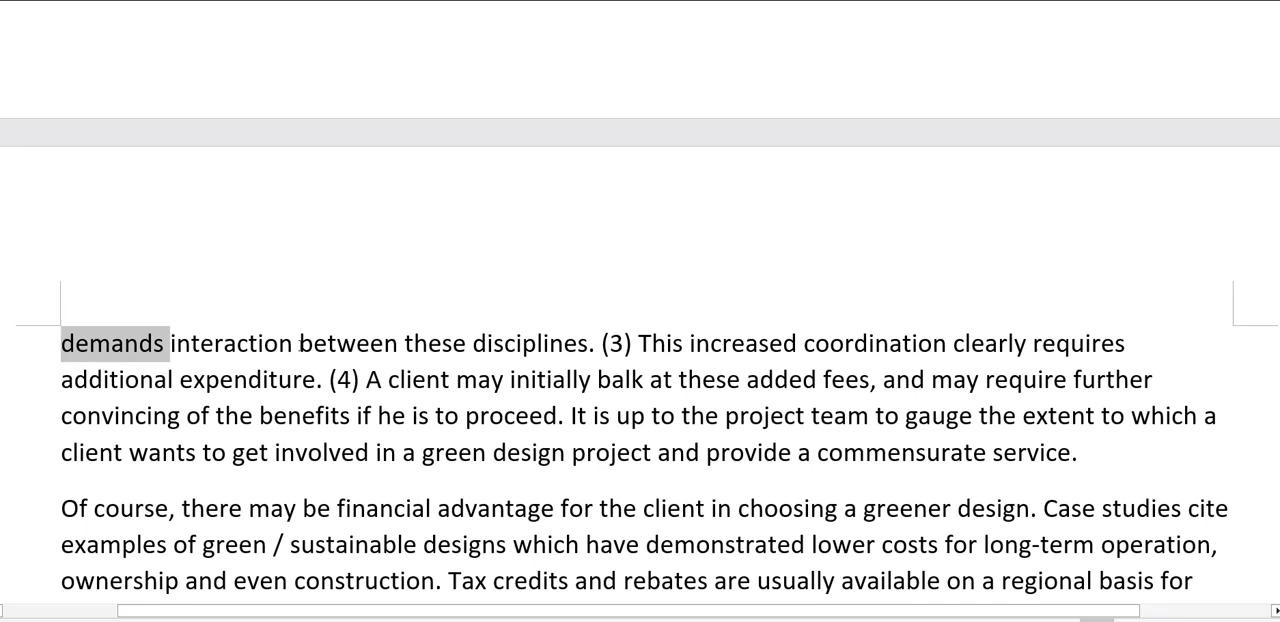 demands interaction between these disciplines. (3) This increased coordination clearly requires
additional expenditure. (4) A client may initially balk at these added fees, and may require further
convincing of the benefits if he is to proceed. It is up to the project team to gauge the extent to which a
client wants to get involved in a green design project and provide a commensurate service.
Of course, there may be financial advantage for the client in choosing a greener design. Case studies cite
examples of green / sustainable designs which have demonstrated lower costs for long-term operation,
ownership and even construction. Tax credits and rebates are usually available on a regional basis for